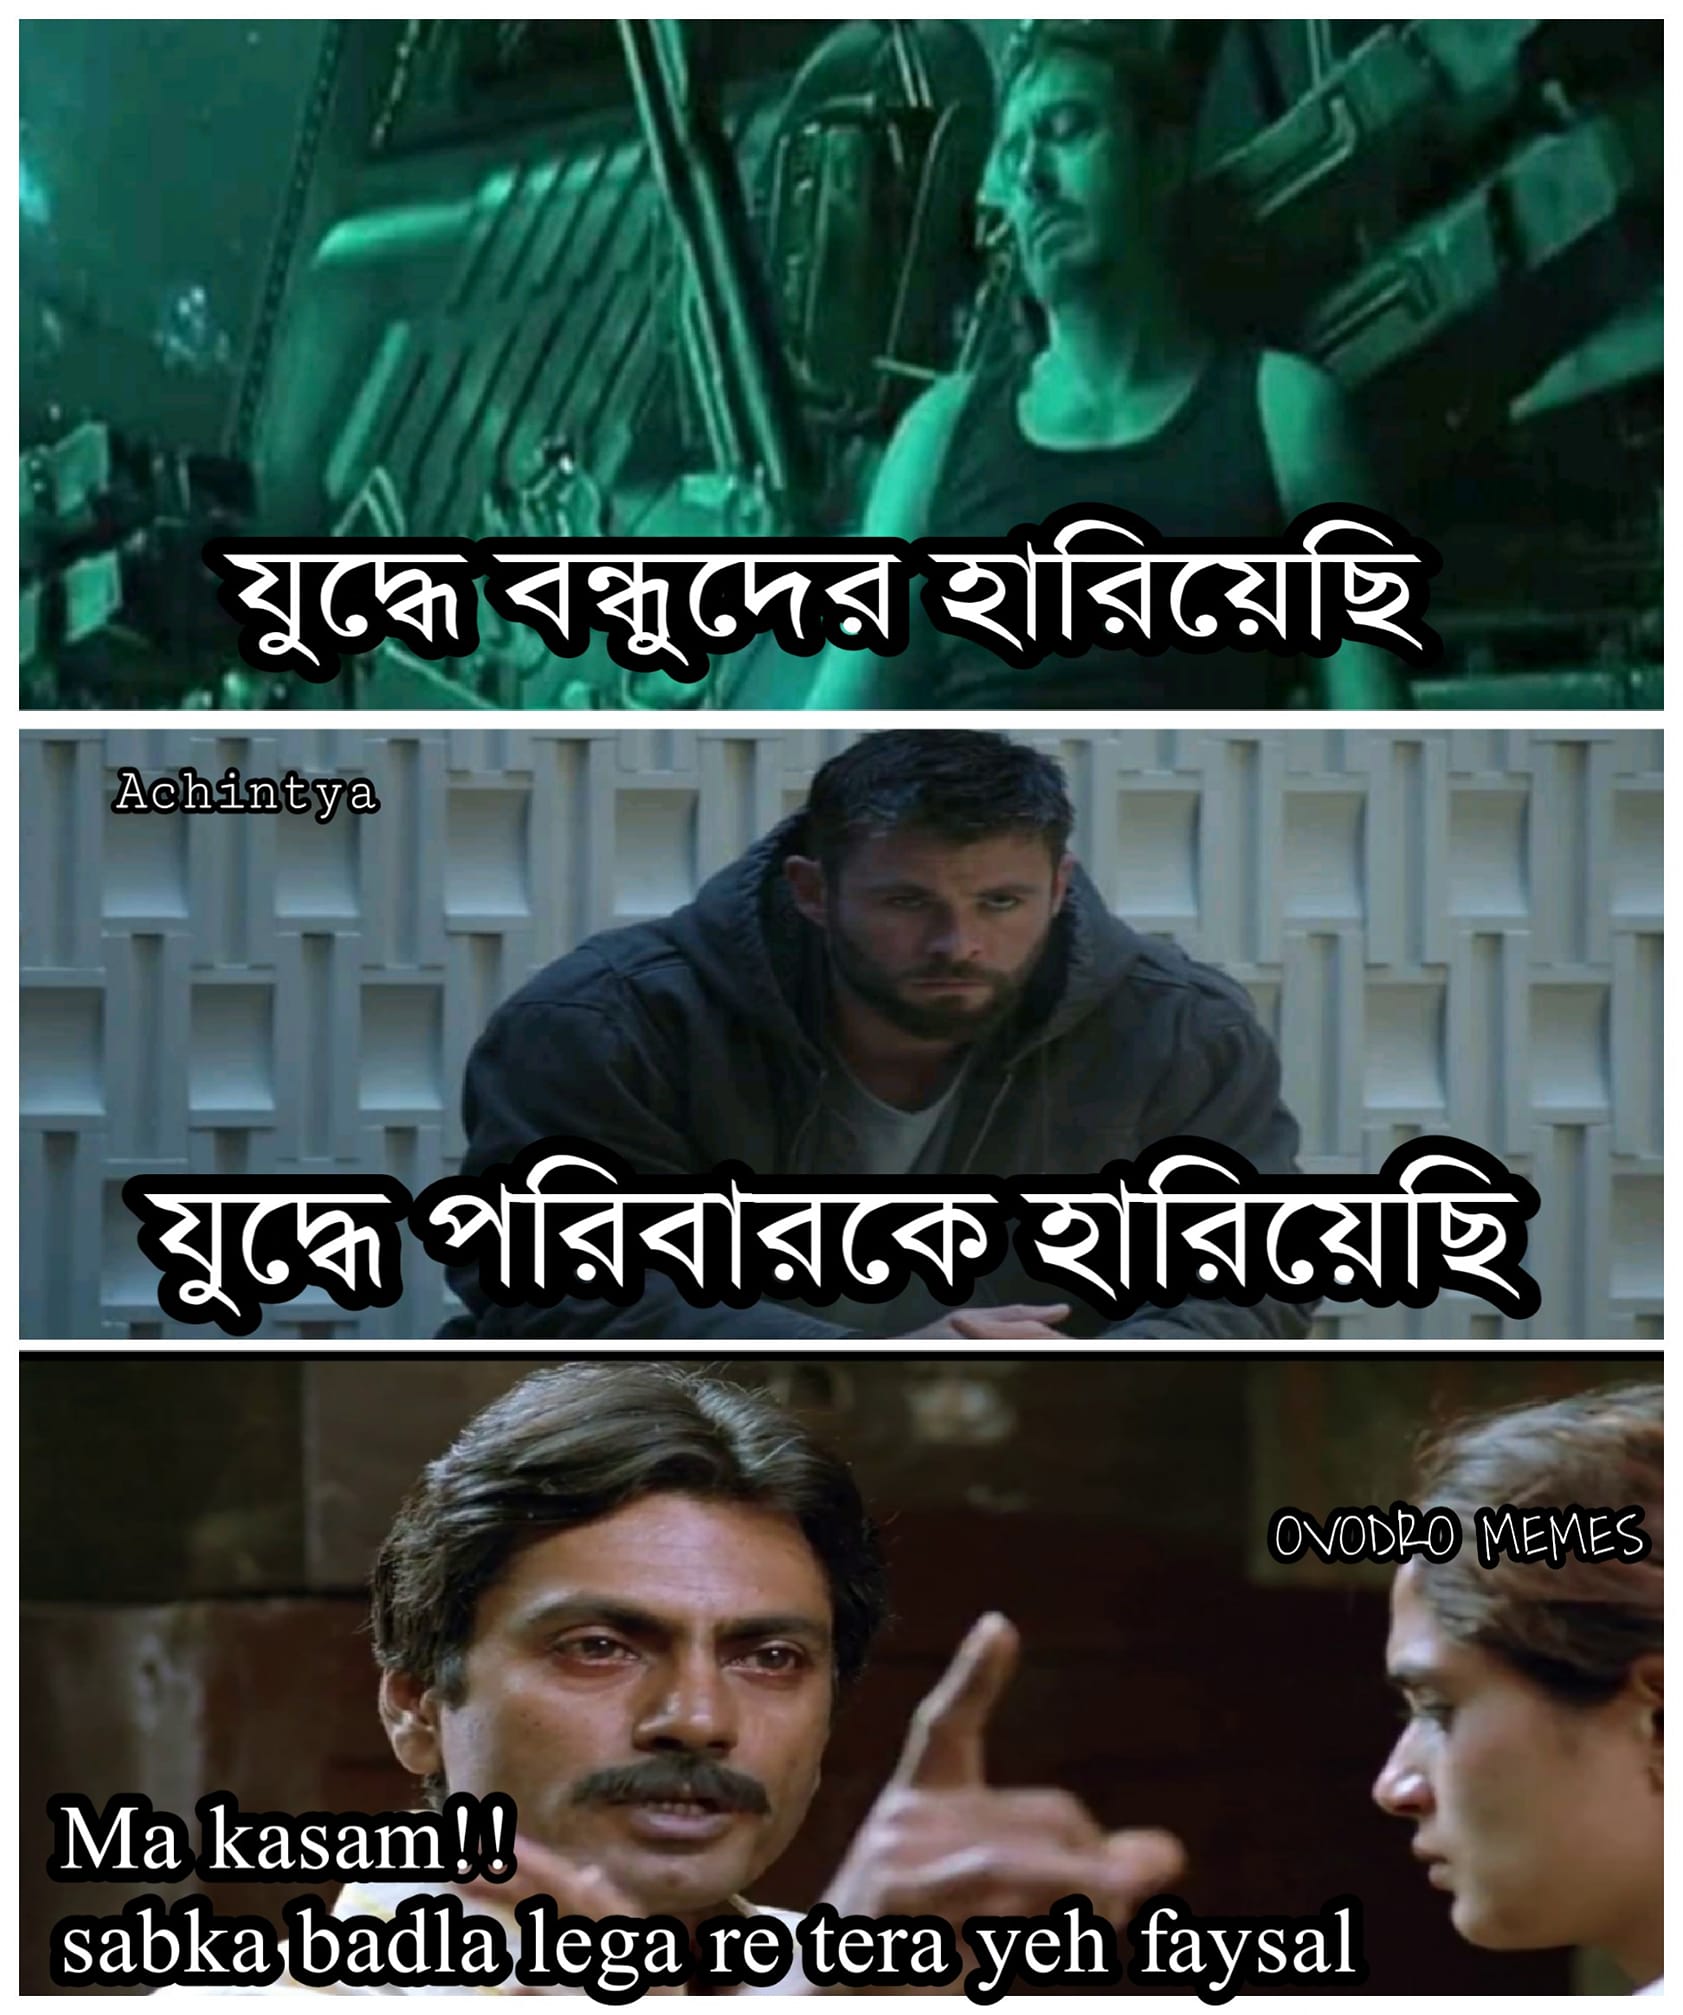 যুদ্ধে বন্ধুদের হারিয়েছি
Achintya
যুদ্ধে পরিবারকে হারিয়েছি
OVODRO MEMES
Ma kasam!!
sabka badla lega re tera yeh faysal